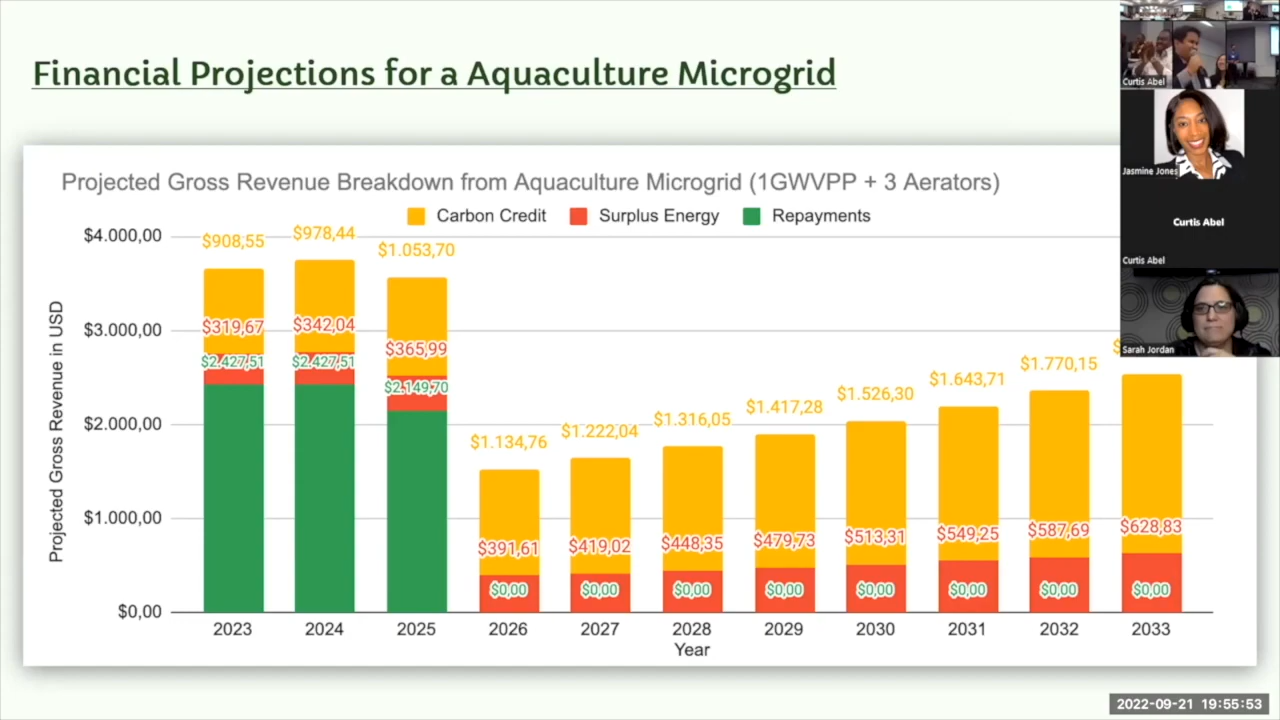 Financial Projections for a Aquaculture Microgrid
Projected Gross Revenue Breakdown from Aquaculture Microgrid (1GWVPP + 3 Aerators)
Carbon Credit Surplus Energy Repayments
Projected Gross Revenue in USD
$4.000,00
$3.000,00
$2.000,00
$1.000,00
$0,00
$908,55 $978,44 $1.053,70 $1.134,76 $1.222,04 $1.316,05 $1.417,28 $1.526,30 $1.643,71 $1.770,15
$319,67 $342,04 $365,99 $391,61 $419,02 $448,35 $479,73 $513,31 $549,25 $587,69 $628,83
$2,427,51 $2,427,51 $2.149,70 $0,00 $0,00 $0,00 $0,00 $0,00 $0,00 $0,00 $0,00
2023 2024 2025 2026 2027 2028 2029 2030 2031 2032 2033
Year
Curtis Abel
Jasmine Jones
Curtis Abel
Curtis Abel
Sarah Jordan
2022-09-21 19:55:53